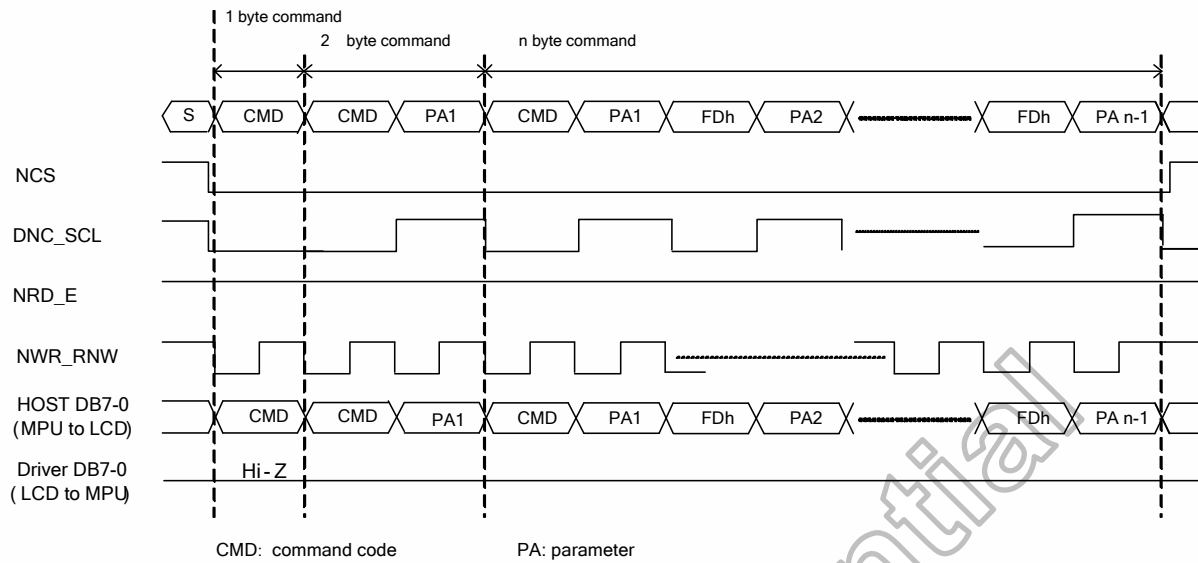 1 byte command
2 byte command
n byte command
S CMD CMD PA1 CMD PA1 FDh PA2 FDh PA n-1
NCS
DNC_SCL
NRD_E
NWR_RNW
HOST DB7-0
(MPU to LCD)
CMD CMD PA1 CMD PA1 FDh PA2 FDh PA n-1
Driver DB7-0
( LCD to MPU)
Hi - Z
CMD: command code
PA: parameter
ntial